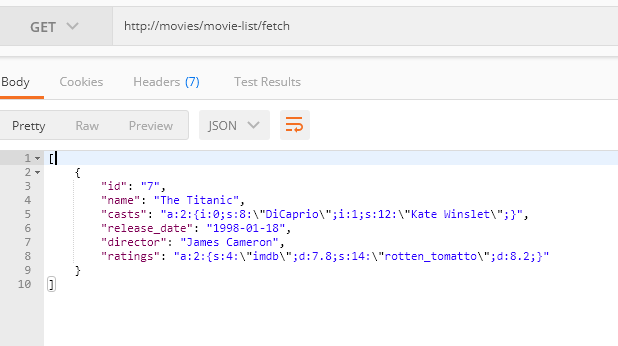 GET http://movies/movie-list/fetch
Body Cookies Headers (7) Test Results
Pretty Raw Preview JSON
1 [
2 {
3 "id": "7",
4 "name": "The Titanic",
5 "casts": "a:2:{i:0;s:8:\"DiCaprio\";i:1;s:12:\"Kate Winslet\";}",
6 "release_date": "1998-01-18",
7 "director": "James Cameron",
8 "ratings": "a:2:{s:4:\"imdb\";d:7.8;s:14:\"rotten_tomatto\";d:8.2;}"
9 }
10 ]